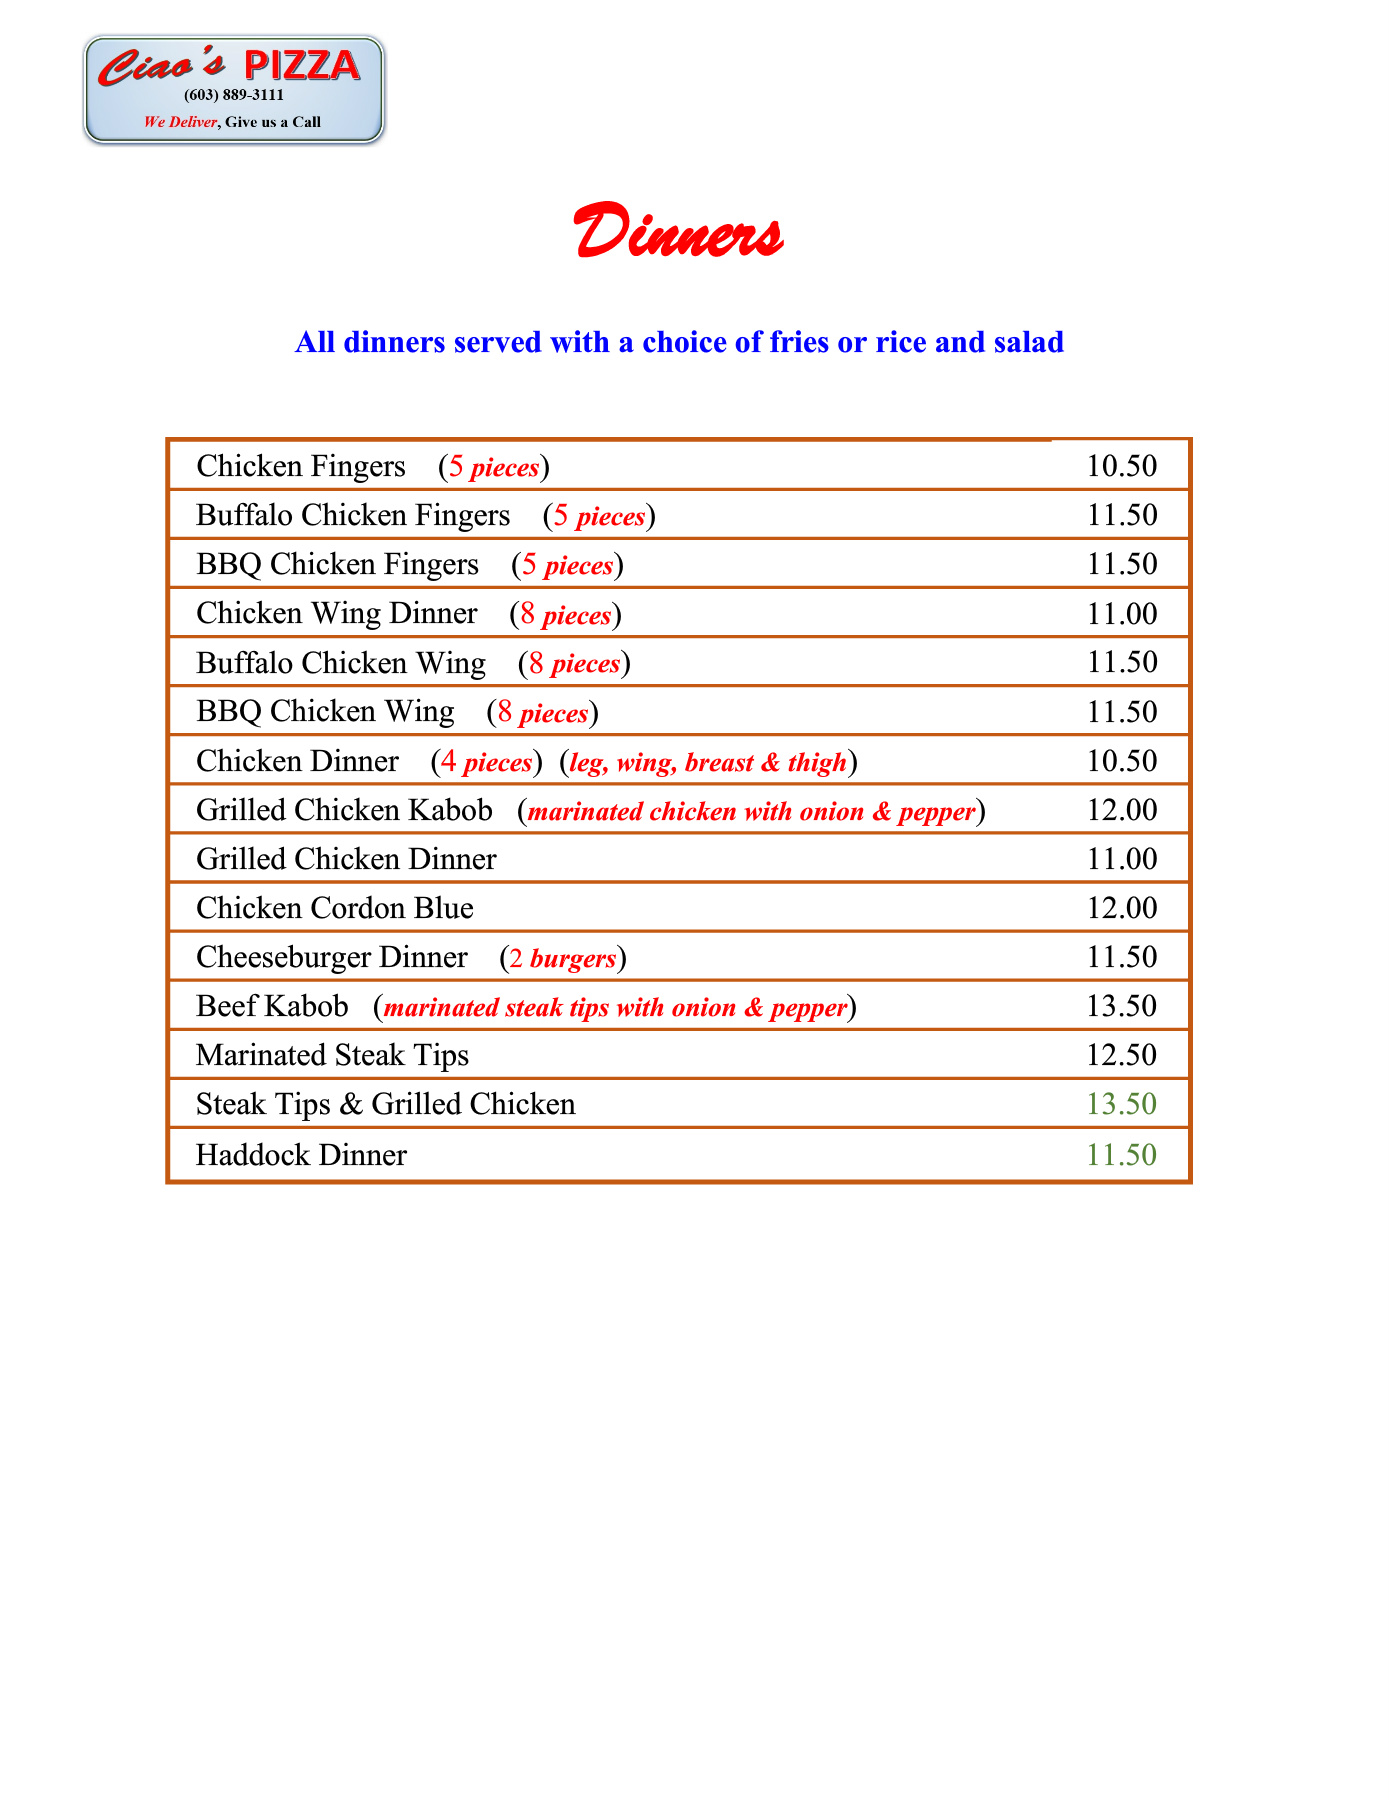 Ciao's PIZZA
(603) 889-3111
We Deliver, Give us a Call
Dinners
All dinners served with a choice of fries or rice and salad
Chicken Fingers (5 pieces) 10.50
Buffalo Chicken Fingers (5 pieces) 11.50
BBQ Chicken Fingers (5 pieces) 11.50
Chicken Wing Dinner (8 pieces) 11.00
Buffalo Chicken Wing (8 pieces) 11.50
BBQ Chicken Wing (8 pieces) 11.50
Chicken Dinner (4 pieces) (leg, wing, breast & thigh) 10.50
Grilled Chicken Kabob (marinated chicken with onion & pepper) 12.00
Grilled Chicken Dinner 11.00
Chicken Cordon Blue 12.00
Cheeseburger Dinner (2 burgers) 11.50
Beef Kabob (marinated steak tips with onion & pepper) 13.50
Marinated Steak Tips 12.50
Steak Tips & Grilled Chicken 13.50
Haddock Dinner 11.50